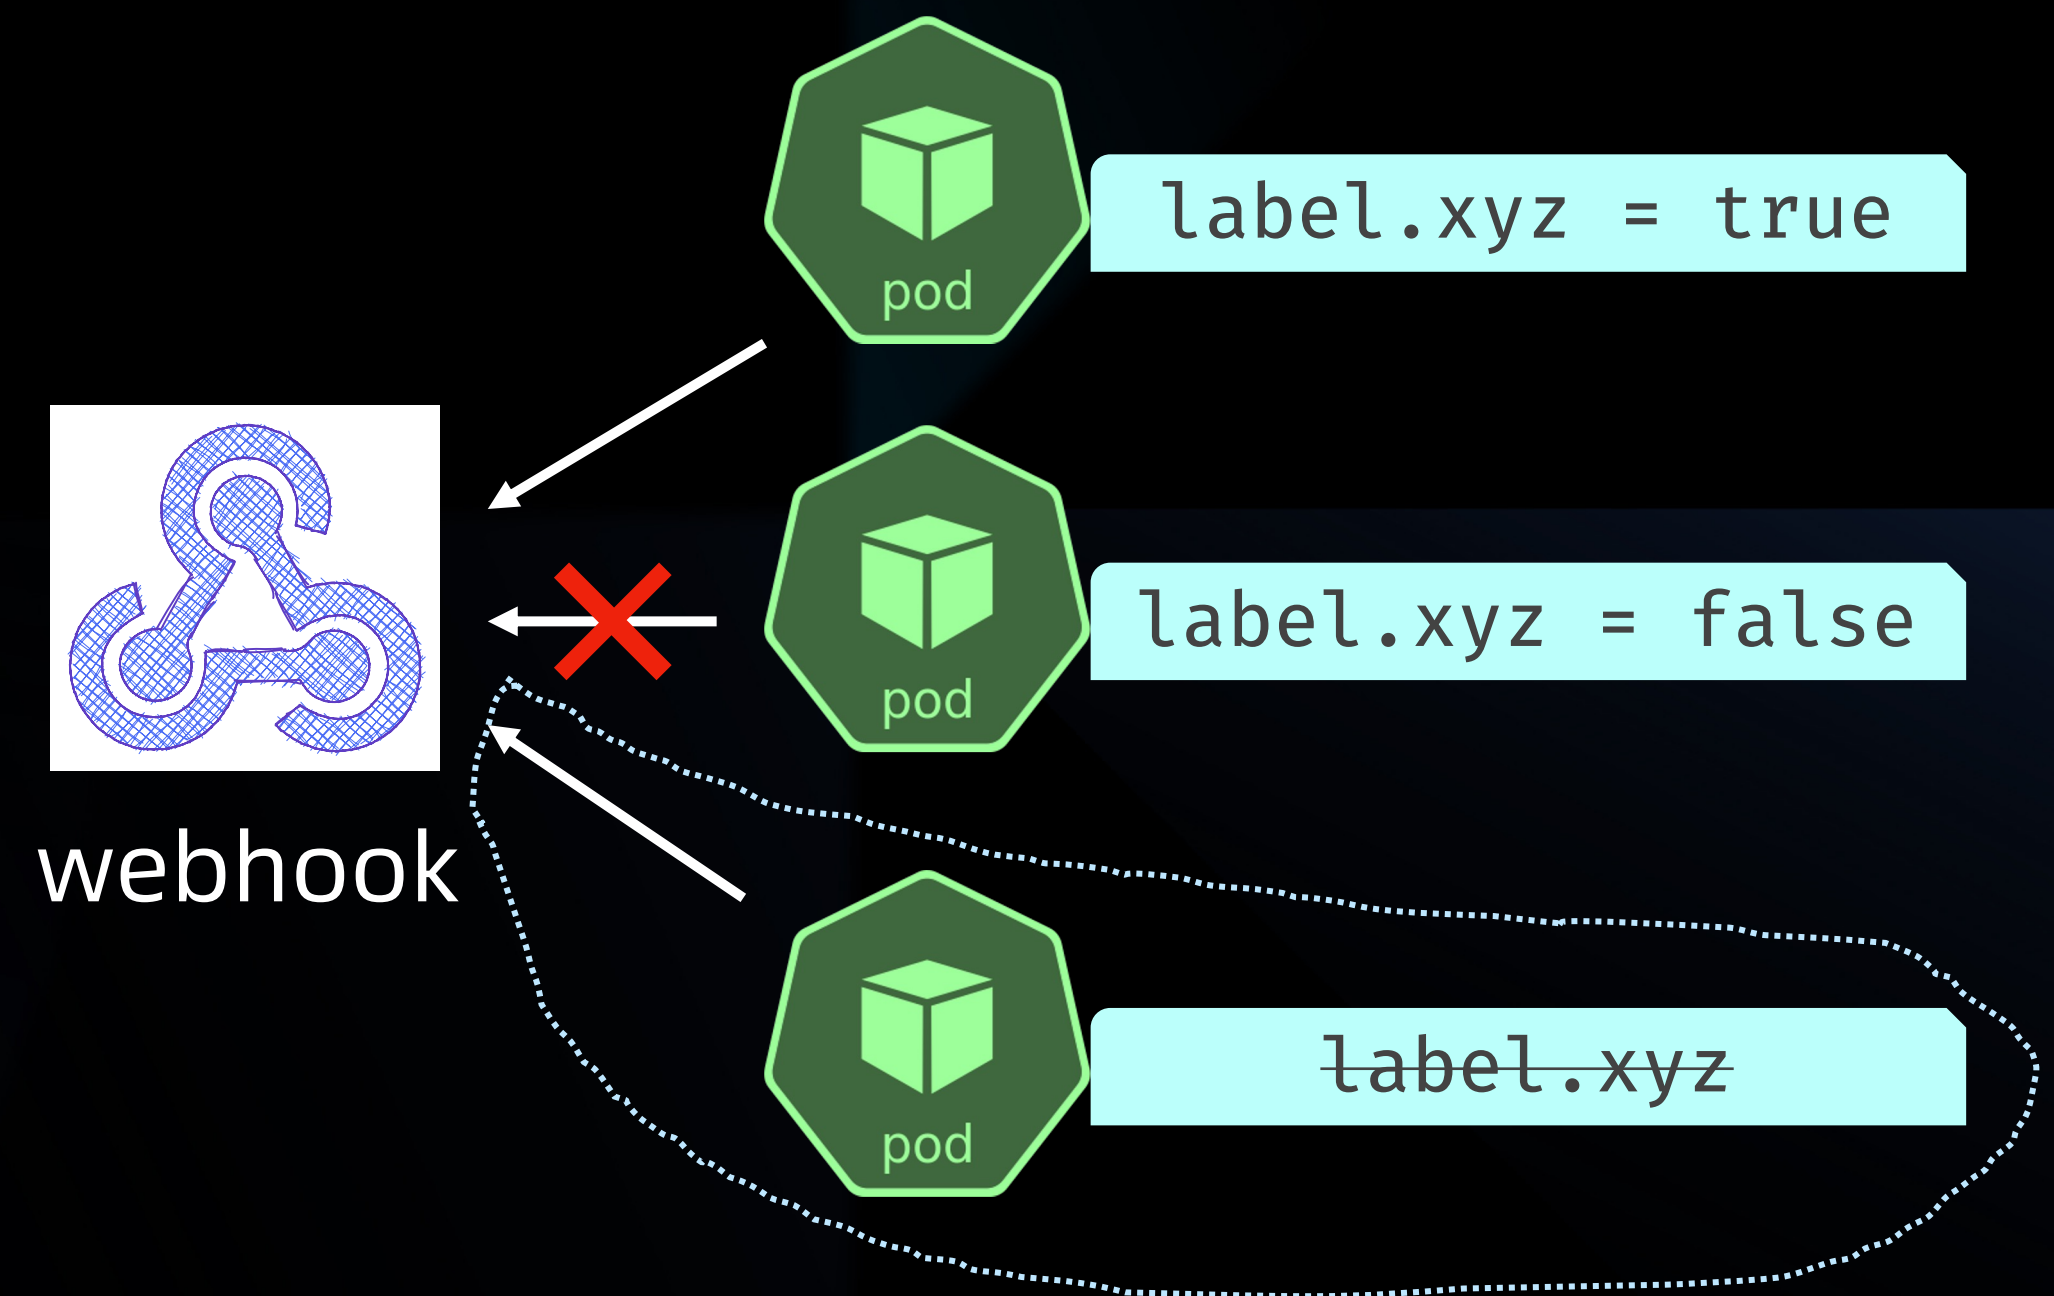 pod
label.xyz = true
pod
label.xyz = false
webhook
pod
label.xyz